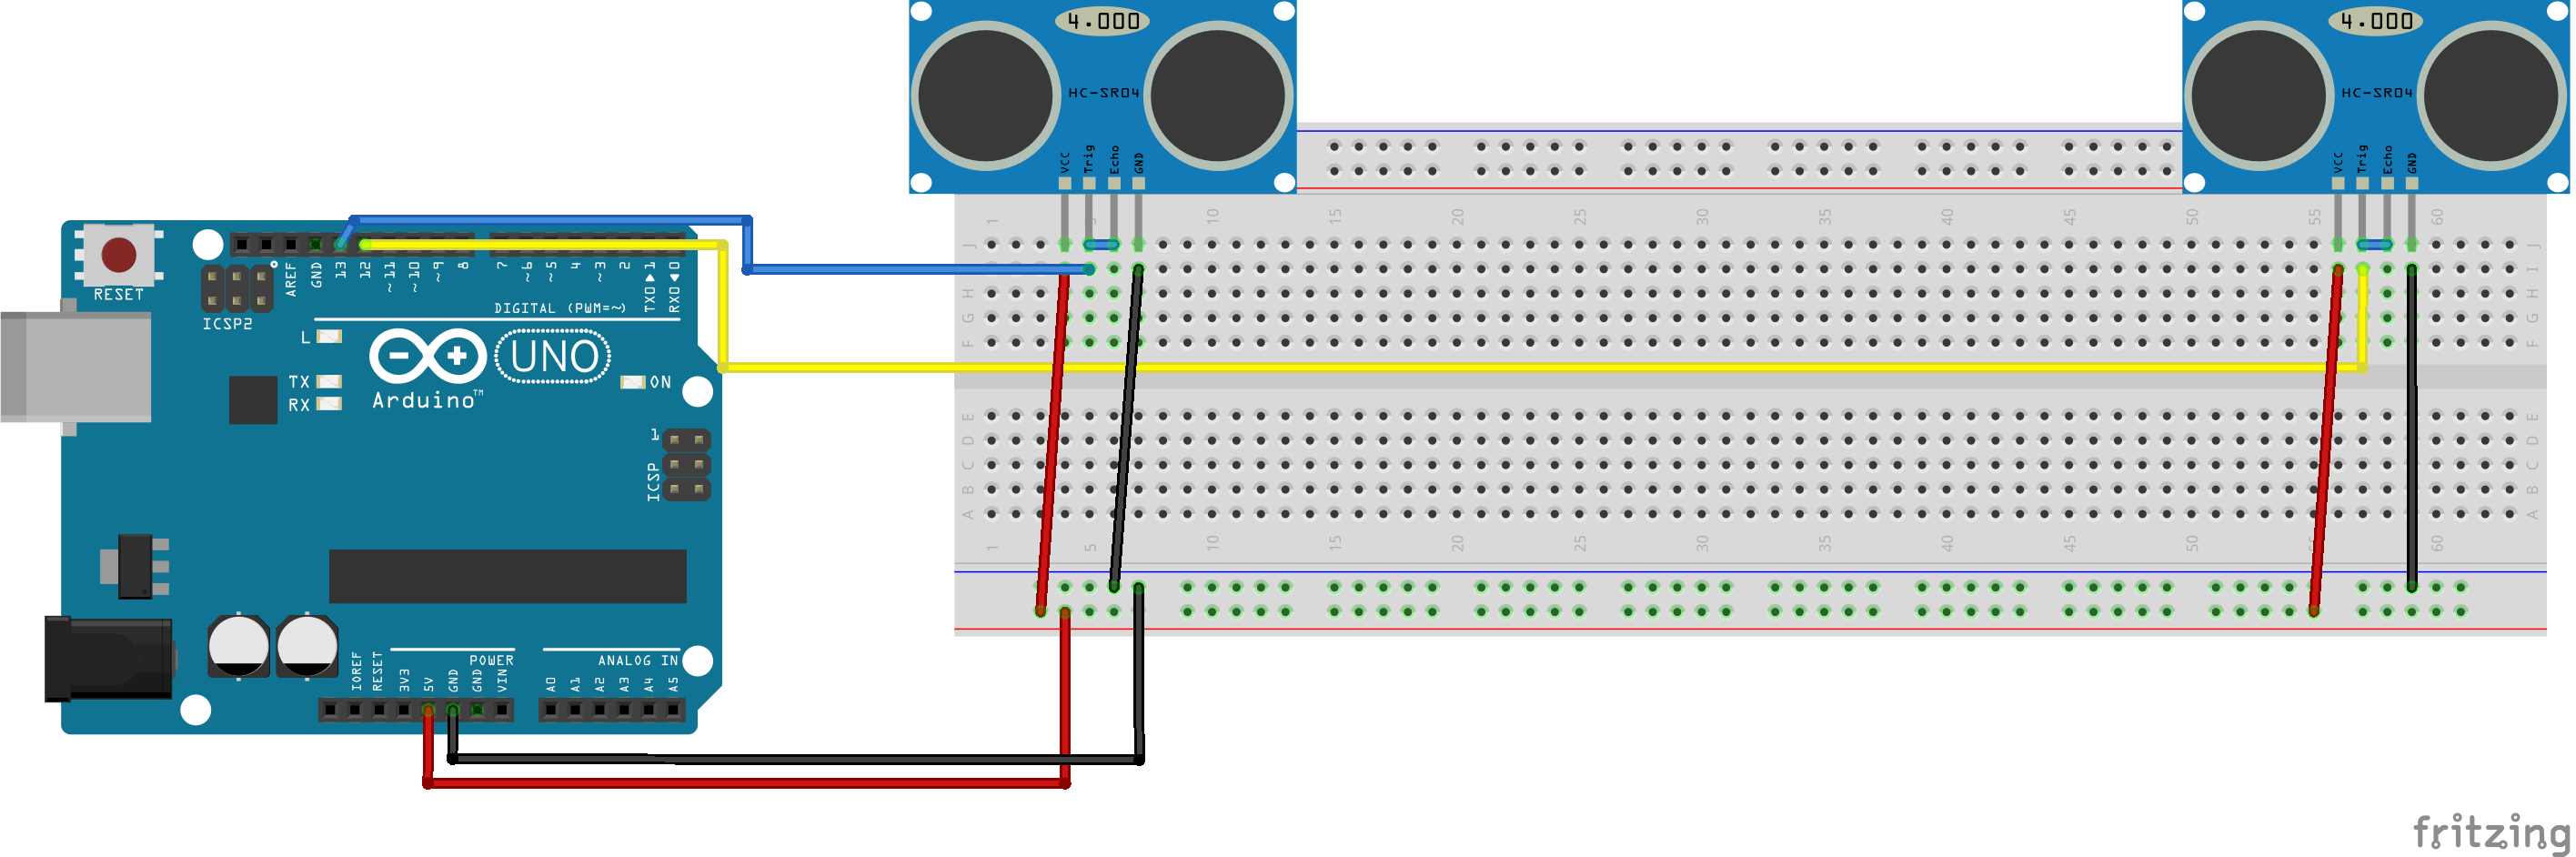 4.000
HC-SR04
VCC Trig Echo GND
4.000
HC-SR04
VCC Trig Echo GND
1 5 10 15 20 25 30 35 40 45 50 55 60
J J
I I
H H
G G
F F
E E
D D
C C
B B
A A
1 5 10 15 20 25 30 35 40 45 50 55 60
RESET
ICSP2
AREF GND 13 12 ~11 ~10 ~9 8 7 ~6 ~5 4 ~3 2 TX0▶1 RX0◀0
DIGITAL (PWM=~)
L
TX
RX
UNO
Arduino™
ON
1
ICSP
POWER
ANALOG IN
IOREF RESET 3V3 5V GND GND VIN A0 A1 A2 A3 A4 A5
fritzing